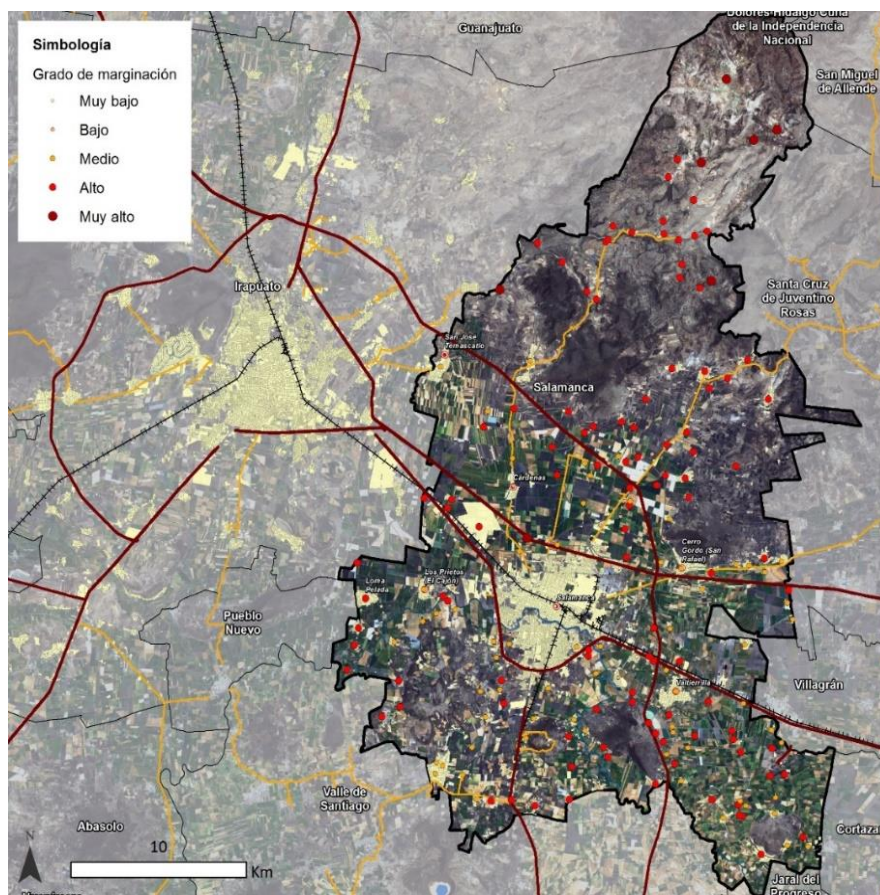 Simbología
Grado de marginación
Muy bajo
Bajo
Medio
Alto
Muy alto
Guanajuato
Dolores Hidalgo Cuna
de la Independencia
Nacional
San Miguel
de Allende
Irapuato
Santa Cruz
de Juventino
Rosas
San José
Temascatío
Salamanca
Cárdenas
Cerro
Gordo (San
Rafael)
Loma
Pelada
Los Prietos
(El Cajón)
Salamanca
Pueblo
Nuevo
Valtierrilla
Villagrán
Valle de
Santiago
Abasolo
Cortazar
N
10
Km
Jaral del
Progreso